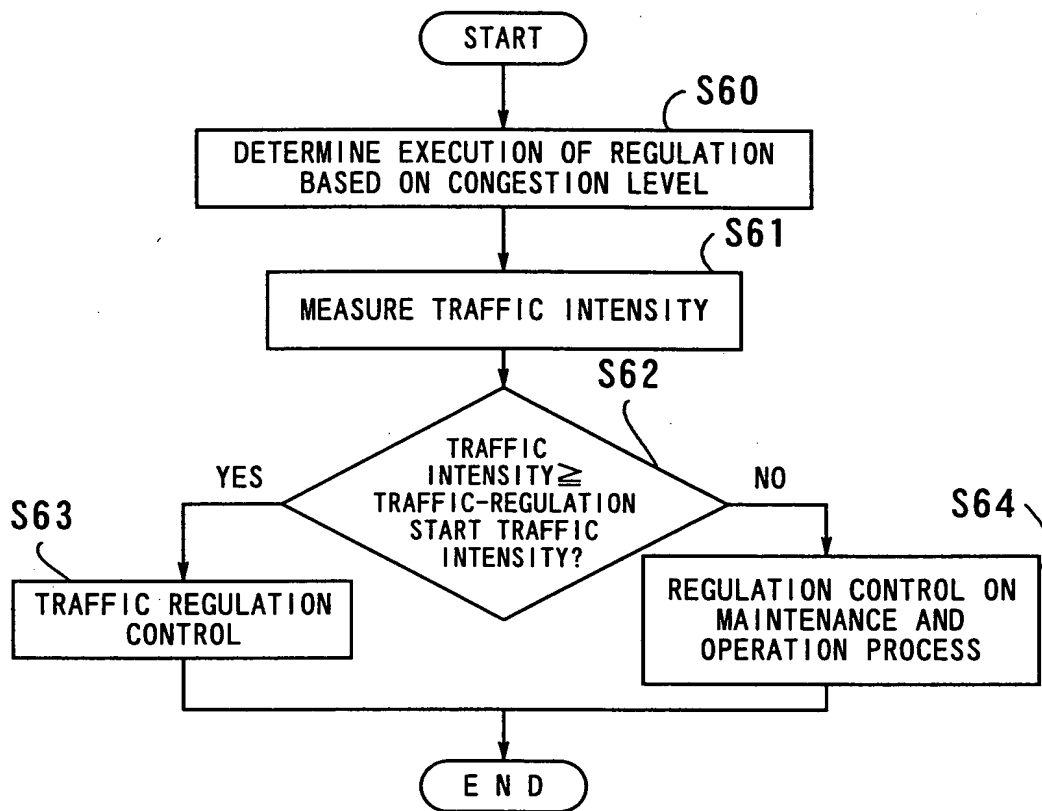 START
S60
DETERMINE EXECUTION OF REGULATION
BASED ON CONGESTION LEVEL
S61
MEASURE TRAFFIC INTENSITY
S62
TRAFFIC
INTENSITY≧
TRAFFIC-REGULATION
START TRAFFIC
INTENSITY?
YES
NO
S63
TRAFFIC REGULATION
CONTROL
S64
REGULATION CONTROL ON
MAINTENANCE AND
OPERATION PROCESS
END